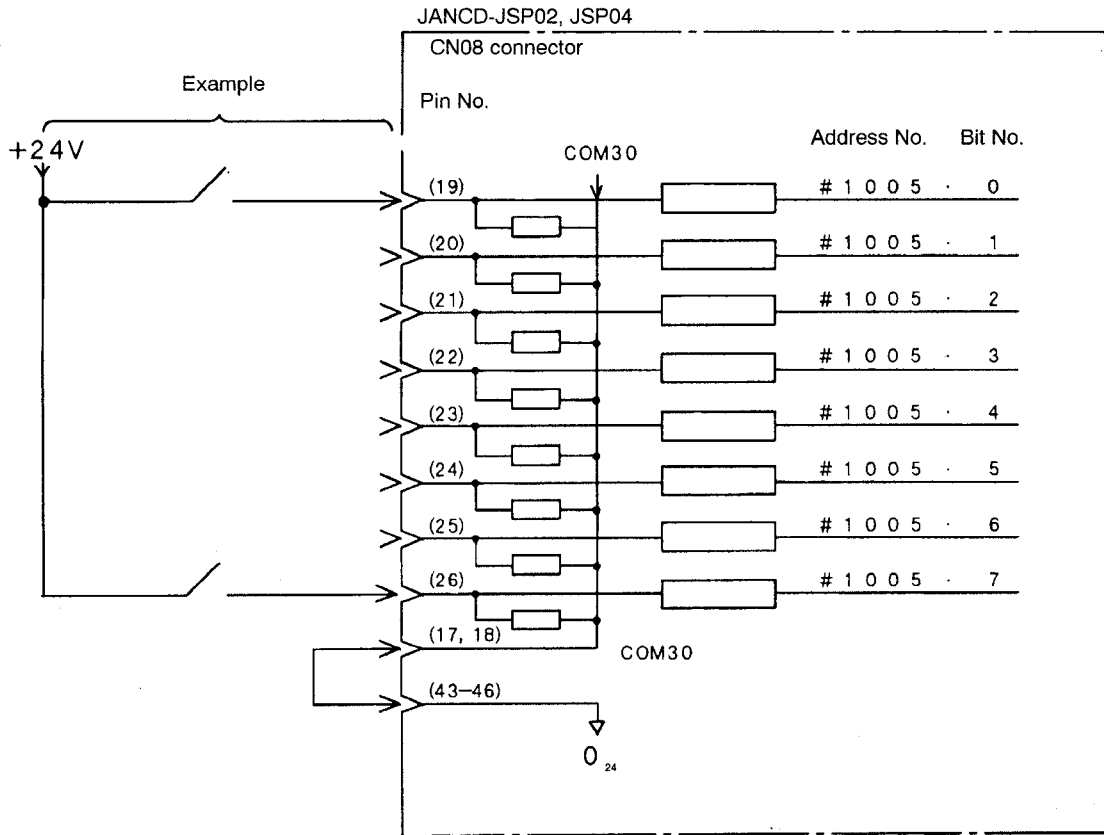 JANCD-JSP02, JSP04
CN08 connector
Example
Pin No.
+24V
COM30
Address No. Bit No.
(19) #1005 . 0
(20) #1005 . 1
(21) #1005 . 2
(22) #1005 . 3
(23) #1005 . 4
(24) #1005 . 5
(25) #1005 . 6
(26) #1005 . 7
(17, 18)
COM30
(43—46)
0 24